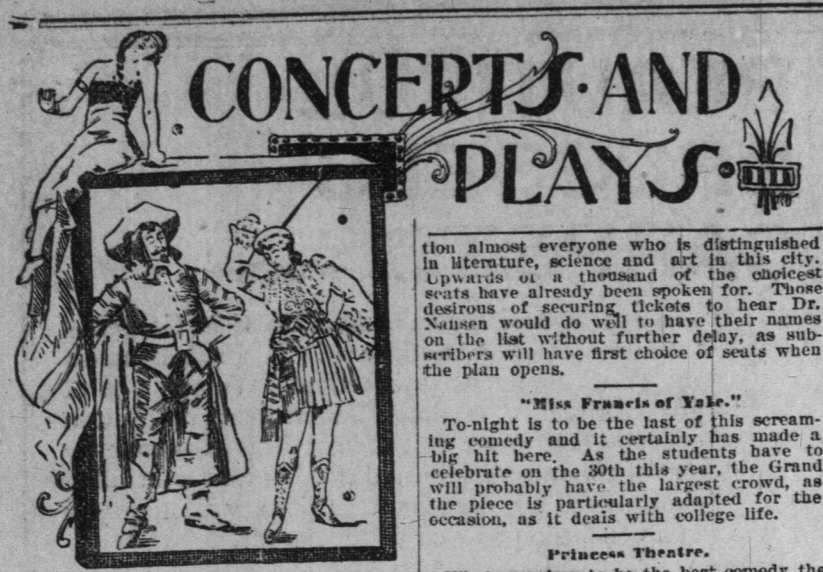 CONCERTS AND
PLAYS.
tion almost everyone who is distinguished
in literature, science and art in this city.
Upwards of a thousand of the choicest
seats have already been spoken for. Those
desirous of securing tickets to hear Dr.
Nansen would do well to have their names
on the list without further delay, as sub-
scribers will have first choice of seats when
the plan opens.
"Miss Francis of Yale."
To-night is to be the last of this scream-
ing comedy and it certainly has made a
big hit here. As the students have to
celebrate on the 30th this year, the Grand
will probably have the largest crowd, as
the piece is particularly adapted for the
occasion, as it deals with college life.
Princess Theatre.
to be the best comedy the